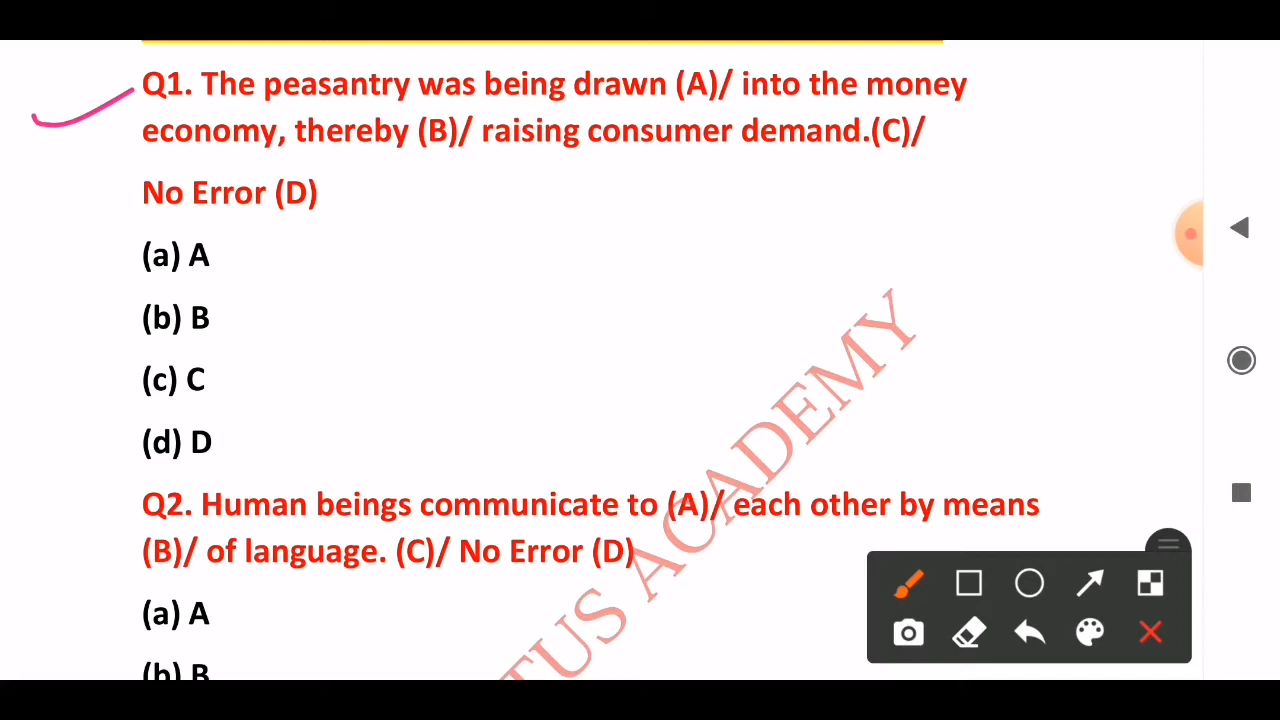 Q1. The peasantry was being drawn (A)/ into the money
economy, thereby (B)/ raising consumer demand.(C)/
No Error (D)
(a) A
(b) B
(c) C
(d) D
Q2. Human beings communicate to (A)/ each other by means
(B)/ of language. (C)/ No Error (D)
(a) A
(b) B
TUS ACADEMY